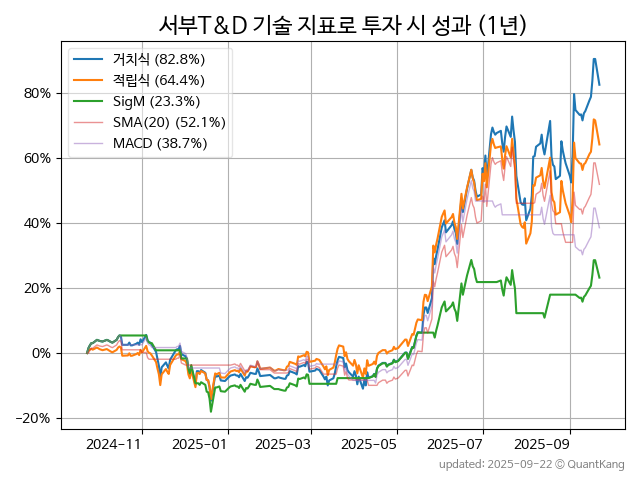 서부T&D 기술 지표로 투자 시 성과 (1년)
거치식 (82.8%)
적립식 (64.4%)
SigM (23.3%)
SMA(20) (52.1%)
MACD (38.7%)
80%
60%
40%
20%
0%
−20%
2024-11 2025-01 2025-03 2025-05 2025-07 2025-09
updated: 2025-09-22 © QuantKang